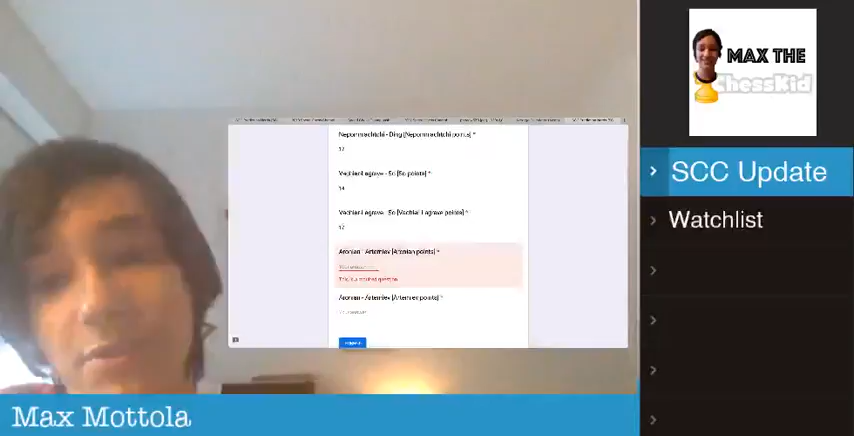 MAX THE
ChessKid
SCC Update
Watchlist
Nepomniachtchi - Ding [Nepomniachtchi points] *
Vachier-Lagrave - So [So points] *
14
Vachier-Lagrave - So [Vachier-Lagrave points] *
Aronian - Artemiev [Aronian points] *
This is a required question
Aronian - Artemiev [Artemiev points] *
Max Mottola